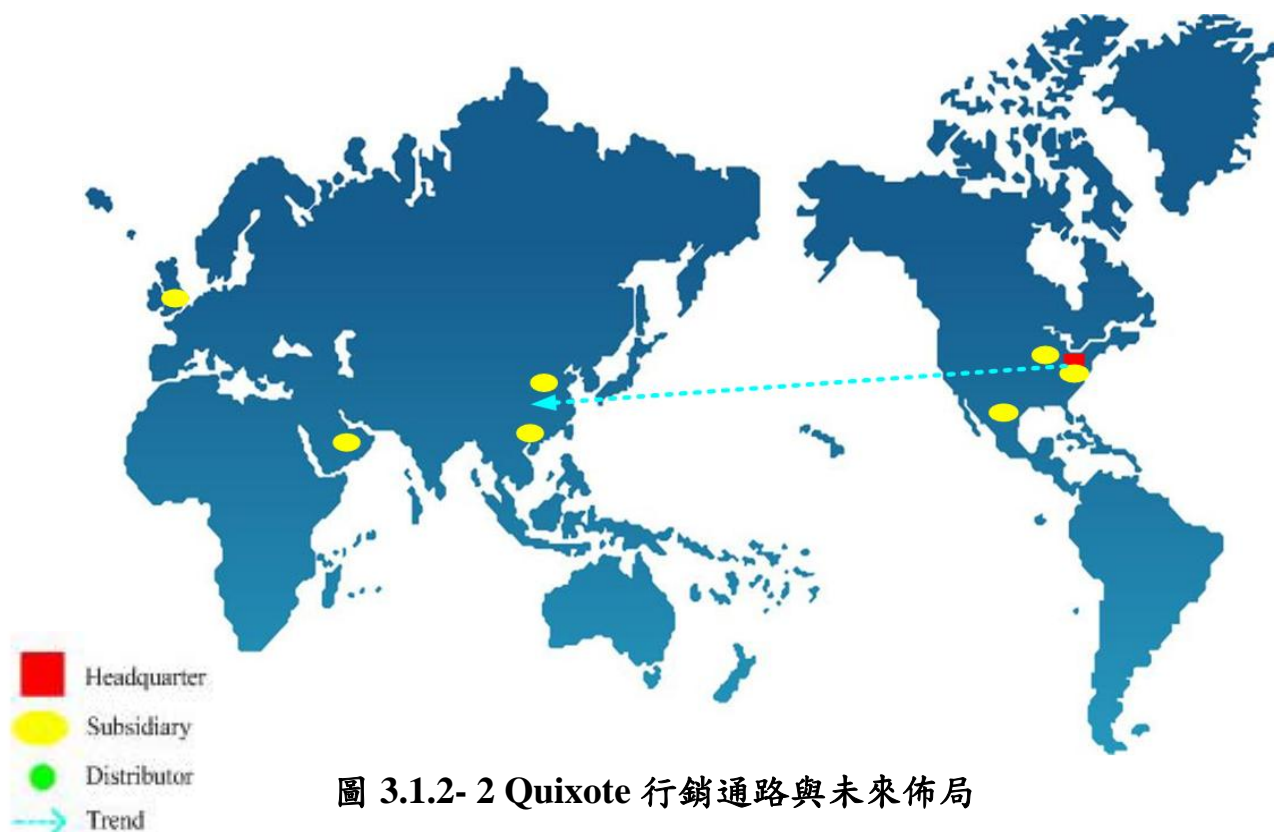 Headquarter
Subsidiary
Distributor
Trend
圖 3.1.2- 2 Quixote 行銷通路與未來佈局